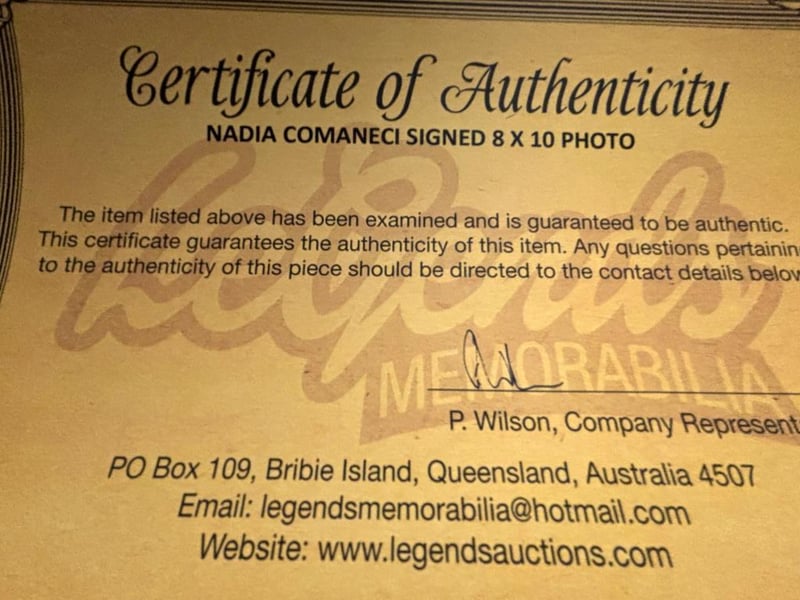 Certificate of Authenticity
NADIA COMANECI SIGNED 8 X 10 PHOTO
Legends
MEMORABILIA
The item listed above has been examined and is guaranteed to be authentic.
This certificate guarantees the authenticity of this item. Any questions pertainin
to the authenticity of this piece should be directed to the contact details below
P. Wilson, Company Represent
PO Box 109, Bribie Island, Queensland, Australia 4507
Email: legendsmemorabilia@hotmail.com
Website: www.legendsauctions.com